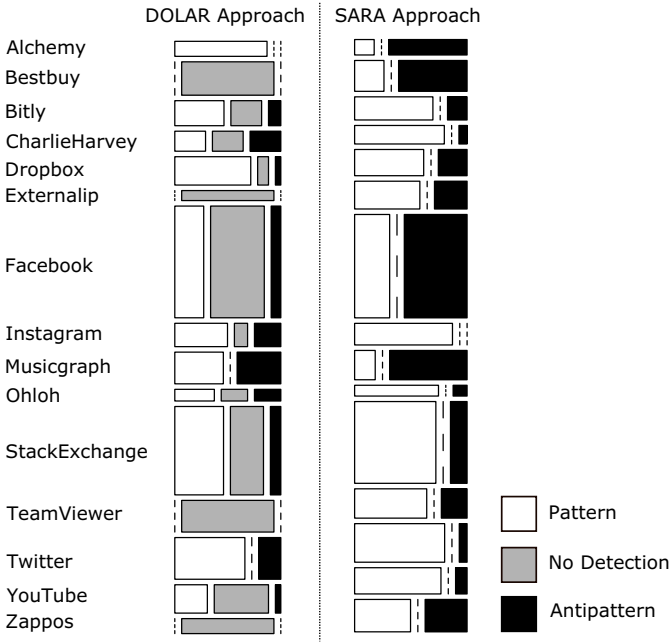 DOLAR Approach
SARA Approach
Alchemy
Bestbuy
Bitly
CharlieHarvey
Dropbox
Externalip
Facebook
Instagram
Musicgraph
Ohloh
StackExchange
TeamViewer
Twitter
YouTube
Zappos
Pattern
No Detection
Antipattern